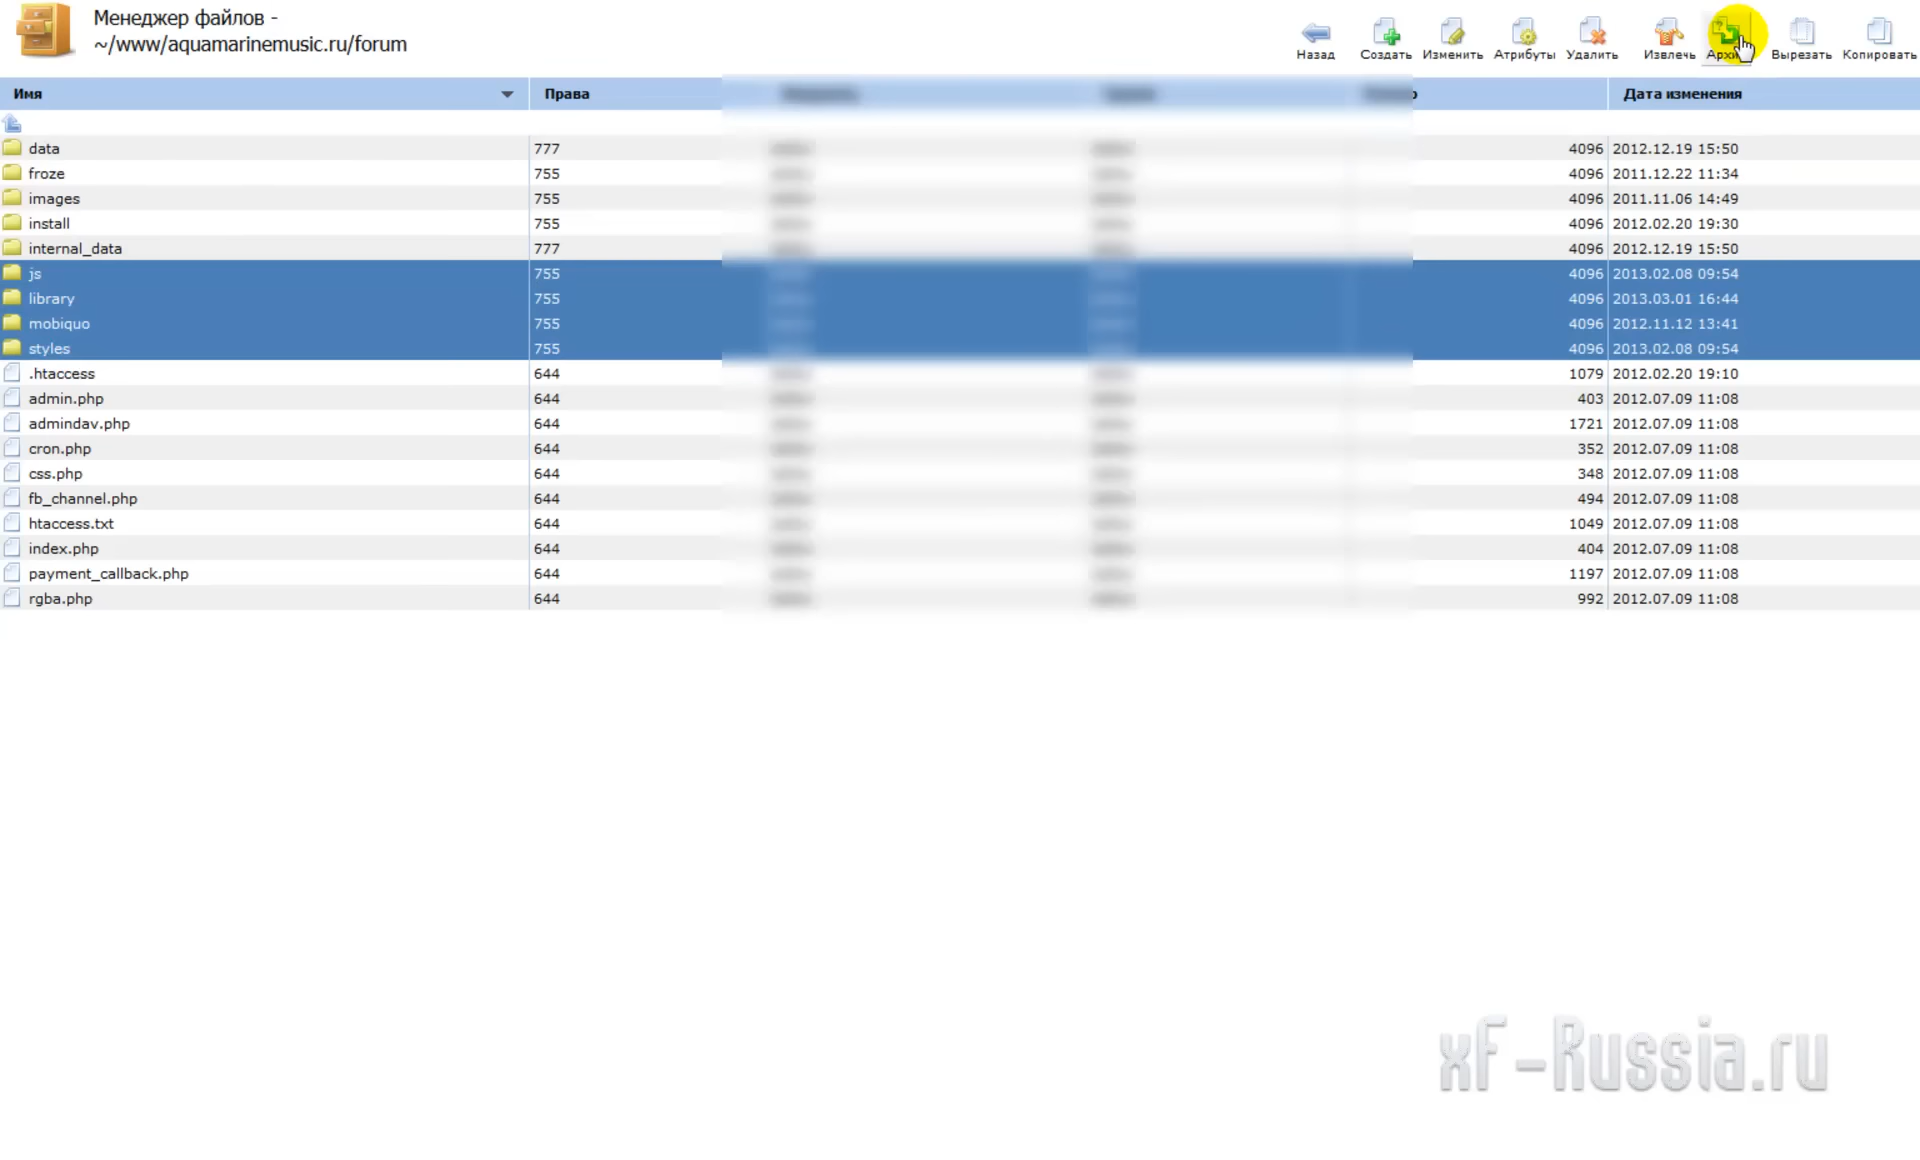 Менеджер файлов -
~/www/aquamarinemusic.ru/forum
Назад Создать Изменить Атрибуты Удалить Извлечь Вырезать Копировать
Имя Права Дата изменения
data 777 4096 2012.12.19 15:50
froze 755 4096 2011.12.22 11:34
images 755 4096 2011.11.06 14:49
install 755 4096 2012.02.20 19:30
internal_data 777 4096 2012.12.19 15:50
js 755 4096 2013.02.08 09:54
library 755 4096 2013.03.01 16:44
mobiquo 755 4096 2012.11.12 13:41
styles 755 4096 2013.02.08 09:54
.htaccess 644 1079 2012.02.20 19:10
admin.php 644 403 2012.07.09 11:08
admindav.php 644 1721 2012.07.09 11:08
cron.php 644 352 2012.07.09 11:08
css.php 644 348 2012.07.09 11:08
fb_channel.php 644 494 2012.07.09 11:08
htaccess.txt 644 1049 2012.07.09 11:08
index.php 644 404 2012.07.09 11:08
payment_callback.php 644 1197 2012.07.09 11:08
rgba.php 644 992 2012.07.09 11:08
xF-Russia.ru